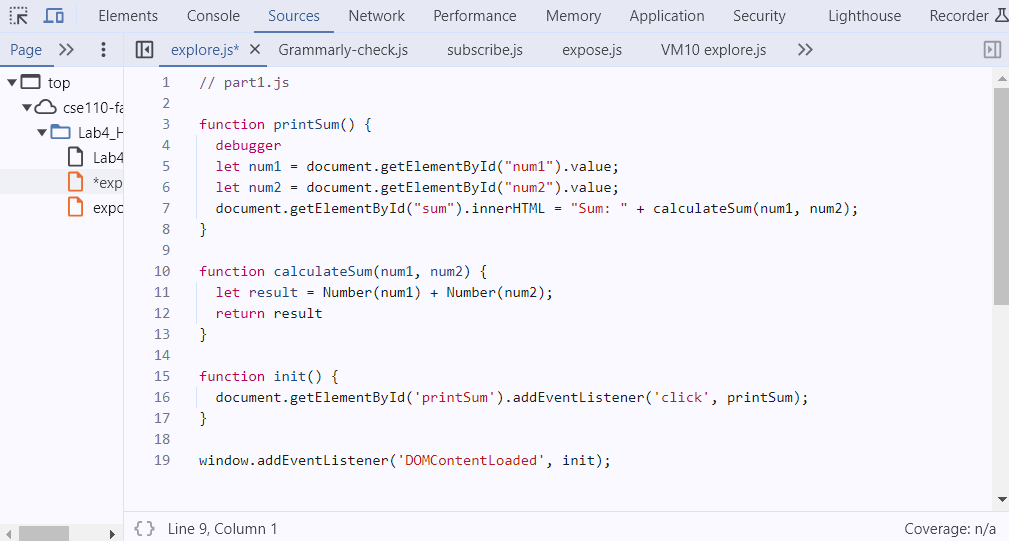 Elements Console Sources Network Performance Memory Application Security Lighthouse Recorder
Page explore.js* Grammarly-check.js subscribe.js expose.js VM10 explore.js
top
cse110-fa
Lab4_H
Lab4
*exp
expo
1 // part1.js
2
3 function printSum() {
4 debugger
5 let num1 = document.getElementById("num1").value;
6 let num2 = document.getElementById("num2").value;
7 document.getElementById("sum").innerHTML = "Sum: " + calculateSum(num1, num2);
8 }
9
10 function calculateSum(num1, num2) {
11 let result = Number(num1) + Number(num2);
12 return result
13 }
14
15 function init() {
16 document.getElementById('printSum').addEventListener('click', printSum);
17 }
18
19 window.addEventListener('DOMContentLoaded', init);
{ } Line 9, Column 1 Coverage: n/a